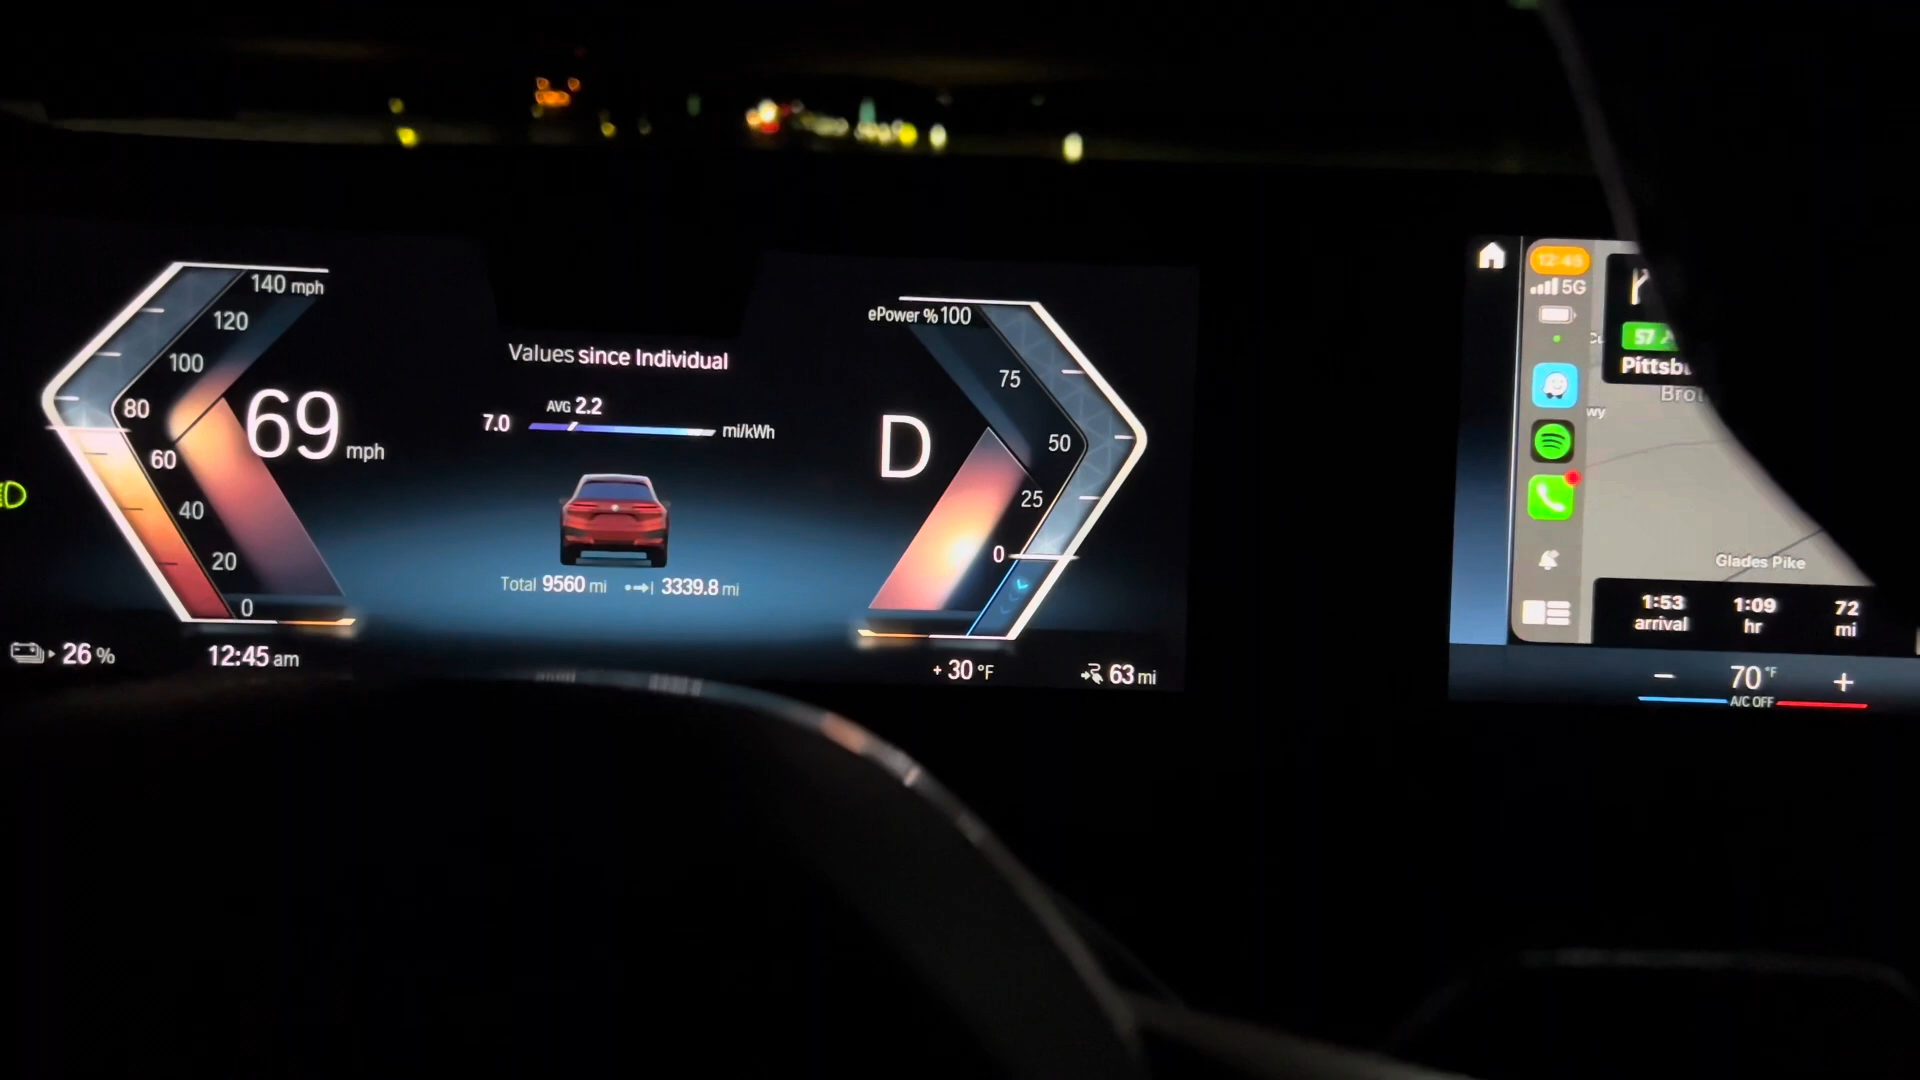 140 mph
120
100
80
60
40
20
0
69 mph
26 %
12:45 am
Values since Individual
AVG 2.2
7.0 mi/kWh
Total 9560 mi 3339.8 mi
ePower % 100
75
50
25
0
D
+ 30 °F
63 mi
12:45
5G
57
Glades Pike
1:53 1:09 72
arrival hr mi
− 70 °F +
A/C OFF